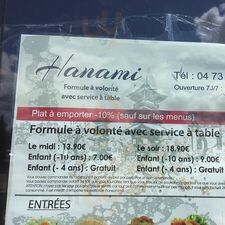 Hanami
Formule à volonté
avec service à table
Tél : 04 73
Ouverture 7J/7 :
Plat à emporter -10% (sauf sur les menus)
Formule à volonté avec service à table
Le midi : 13.90€
Le soir : 18.90€
Enfant (-10 ans) : 7.00€
Enfant (-10 ans) : 9.00€
Enfant (- 4 ans) : Gratuit
Enfant (- 4 ans) : Gratuit
ENTRÉES